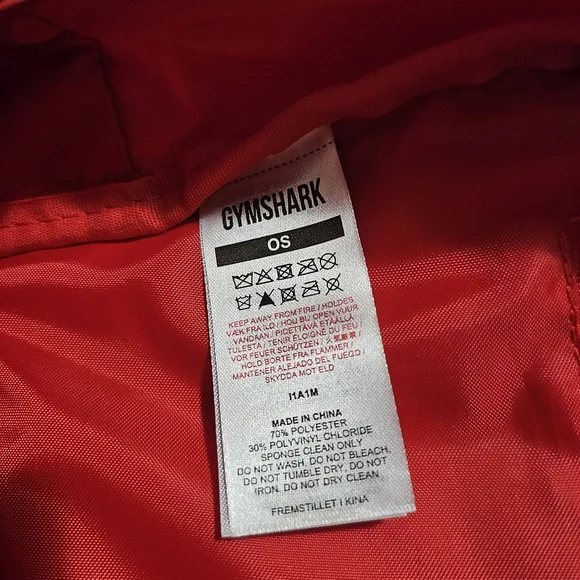 GYMSHARK
OS
KEEP AWAY FROM FIRE / HOLDES
VÆK FRA ILD / HOU BIJ OPEN VUUR
VANDAAN / PIDETTÄVÄ ETÄÄLLÄ
TULESTA / TENIR ÉLOIGNÉ DU FEU /
VOR FEUER SCHÜTZEN /
HOLD BORTE FRA FLAMMER /
MANTENER ALEJADO DEL FUEGO /
SKYDDA MOT ELD
I1A1M
MADE IN CHINA
70% POLYESTER
30% POLYVINYL CHLORIDE
SPONGE CLEAN ONLY
DO NOT WASH. DO NOT BLEACH.
DO NOT TUMBLE DRY. DO NOT
IRON. DO NOT DRY CLEAN.
FREMSTILLET I KINA